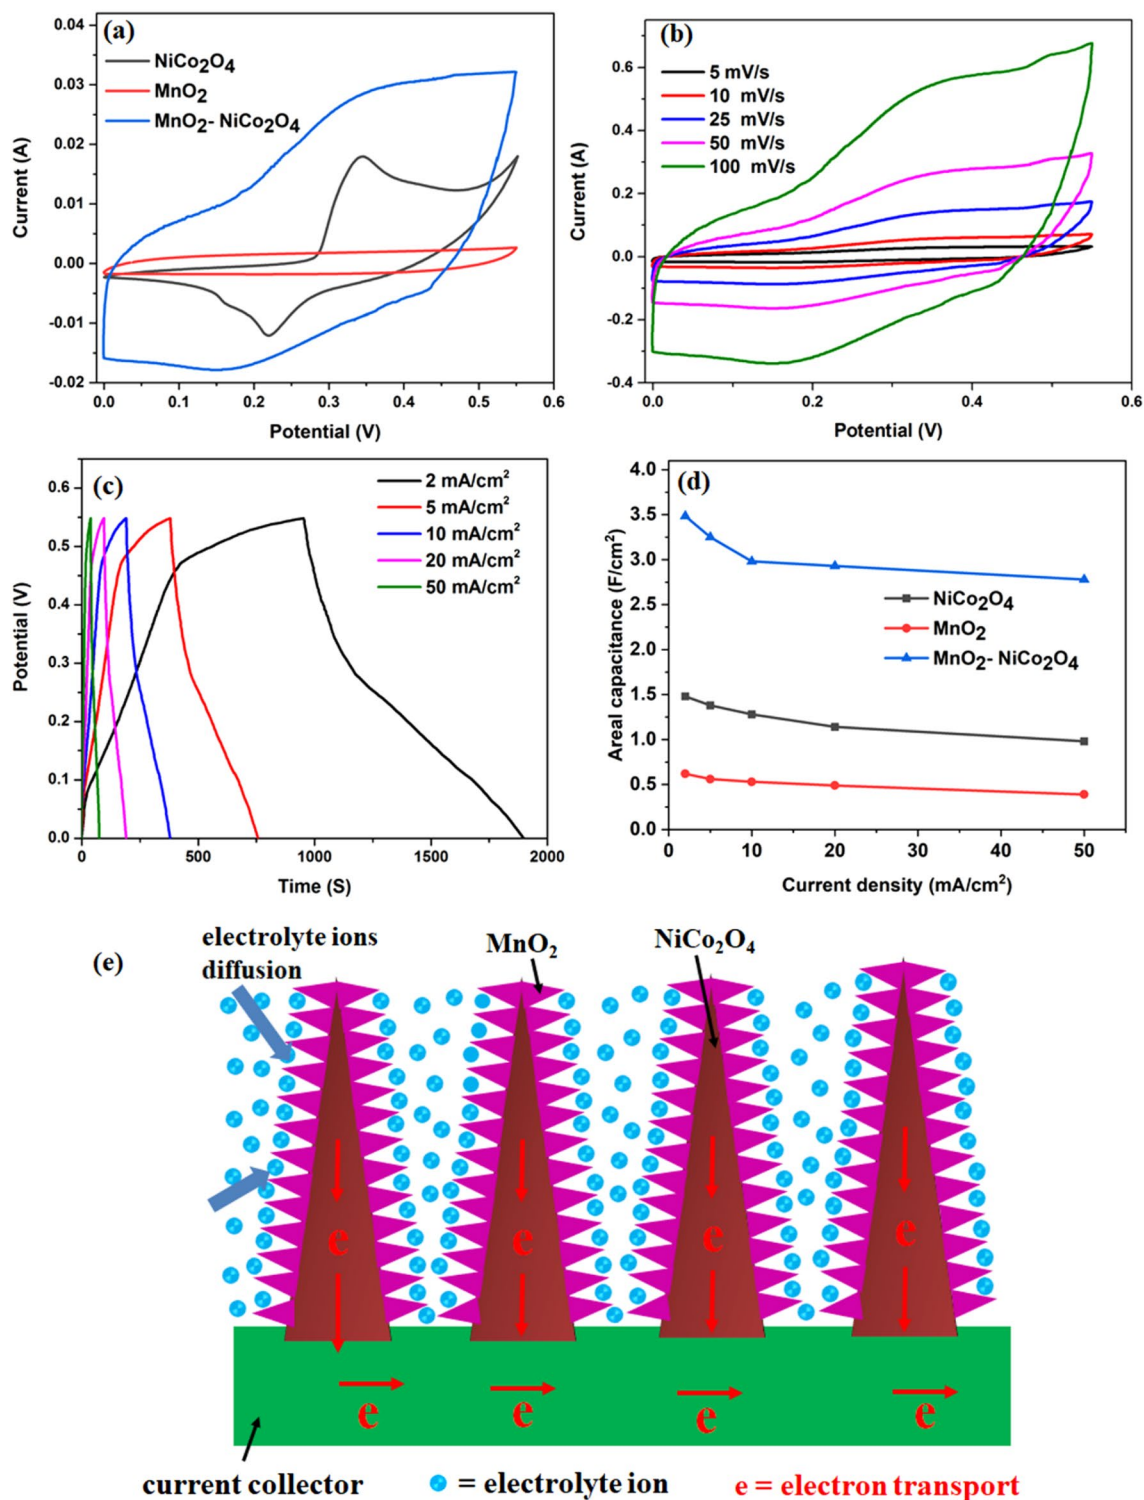 (a)
NiCo₂O₄
MnO₂
MnO₂- NiCo₂O₄
0.04
0.03
0.02
0.01
0.00
-0.01
-0.02
Current (A)
0.0 0.1 0.2 0.3 0.4 0.5 0.6
Potential (V)
(b)
5 mV/s
10 mV/s
25 mV/s
50 mV/s
100 mV/s
0.6
0.4
0.2
0.0
-0.2
-0.4
Current (A)
0.0 0.2 0.4 0.6
Potential (V)
(c)
2 mA/cm²
5 mA/cm²
10 mA/cm²
20 mA/cm²
50 mA/cm²
0.6
0.5
0.4
0.3
0.2
0.1
0.0
Potential (V)
0 500 1000 1500 2000
Time (S)
(d)
4.0
3.5
3.0
2.5
2.0
1.5
1.0
0.5
0.0
Areal capacitance (F/cm²)
NiCo₂O₄
MnO₂
MnO₂- NiCo₂O₄
0 10 20 30 40 50
Current density (mA/cm²)
(e)
electrolyte ions
diffusion
MnO₂
NiCo₂O₄
e e e e
e e e e
current collector
= electrolyte ion
e = electron transport